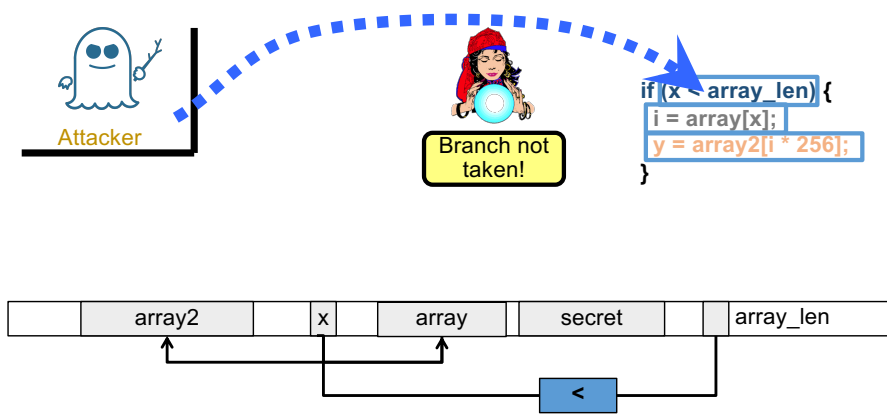 Attacker
Branch not
taken!
if (x < array_len) {
i = array[x];
y = array2[i * 256];
}
array2
x
array
secret
array_len
<